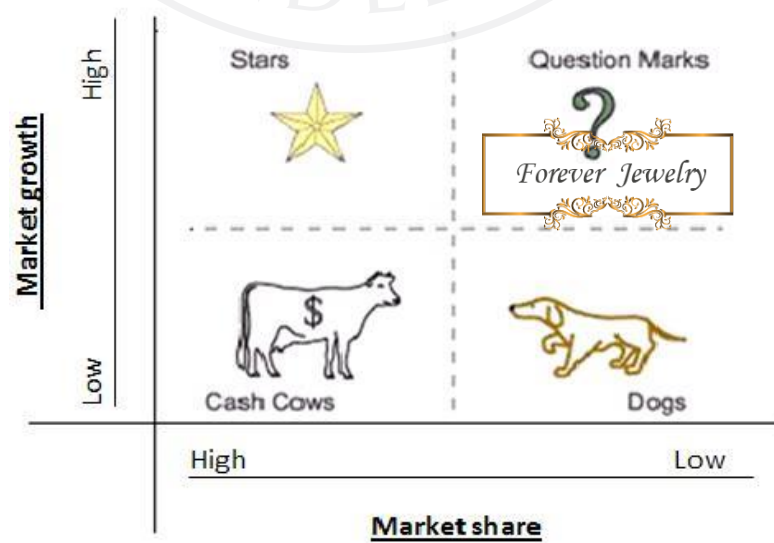 Stars
Question Marks
?
Forever Jewelry
High
Market growth
Low
$
Cash Cows
Dogs
High
Low
Market share